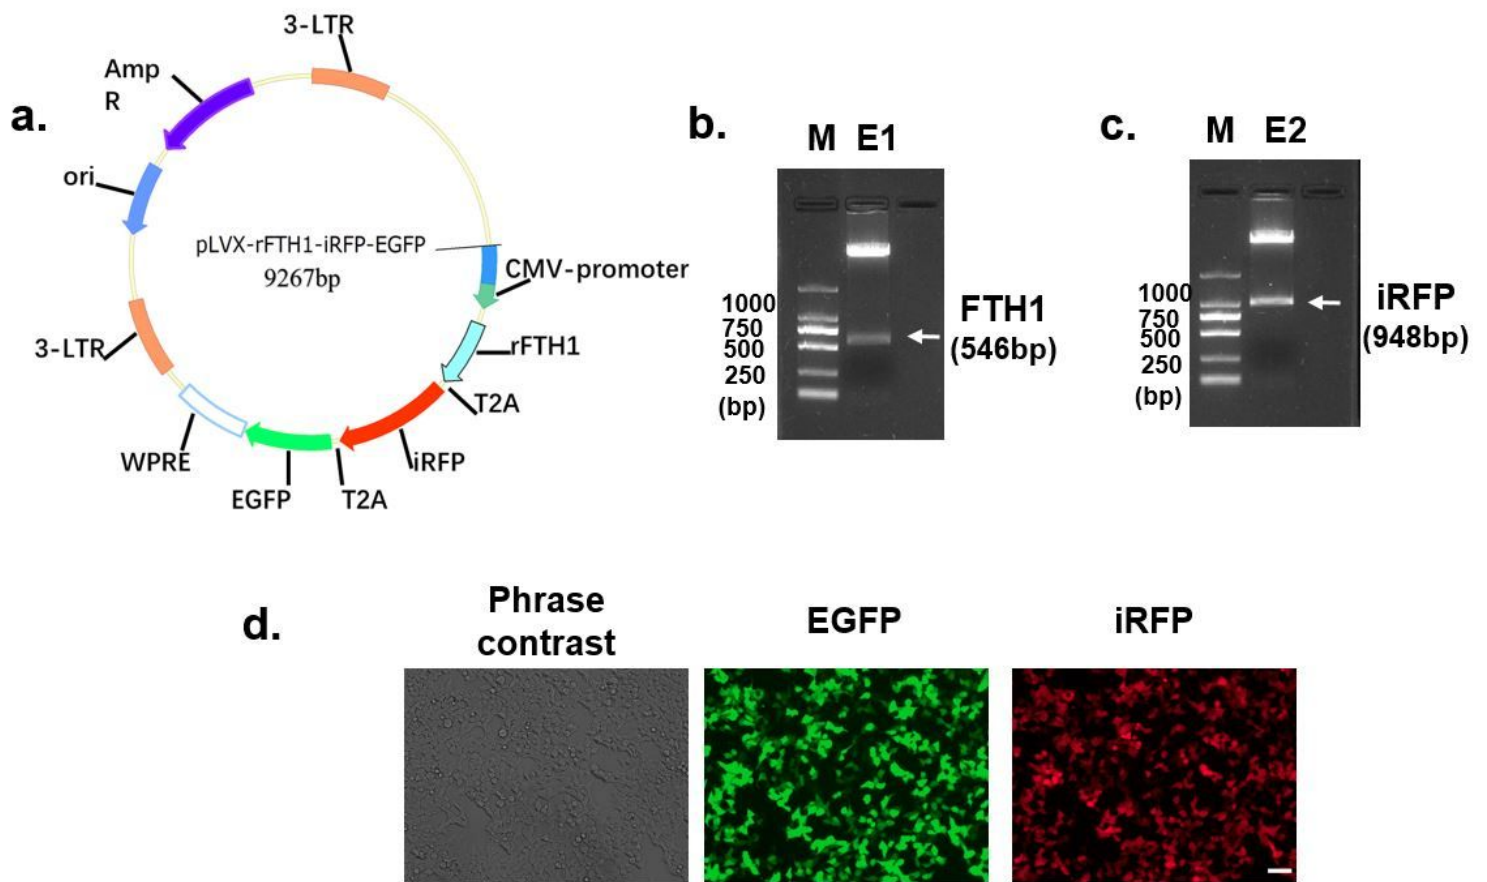 a.
3-LTR
Amp
R
ori
pLVX-rFTH1-iRFP-EGFP
9267bp
CMV-promoter
rFTH1
T2A
iRFP
T2A
EGFP
WPRE
3-LTR
b.
M E1
1000
750
500
250
(bp)
FTH1
(546bp)
c.
M E2
1000
750
500
250
(bp)
iRFP
(948bp)
d.
Phrase
contrast
EGFP
iRFP